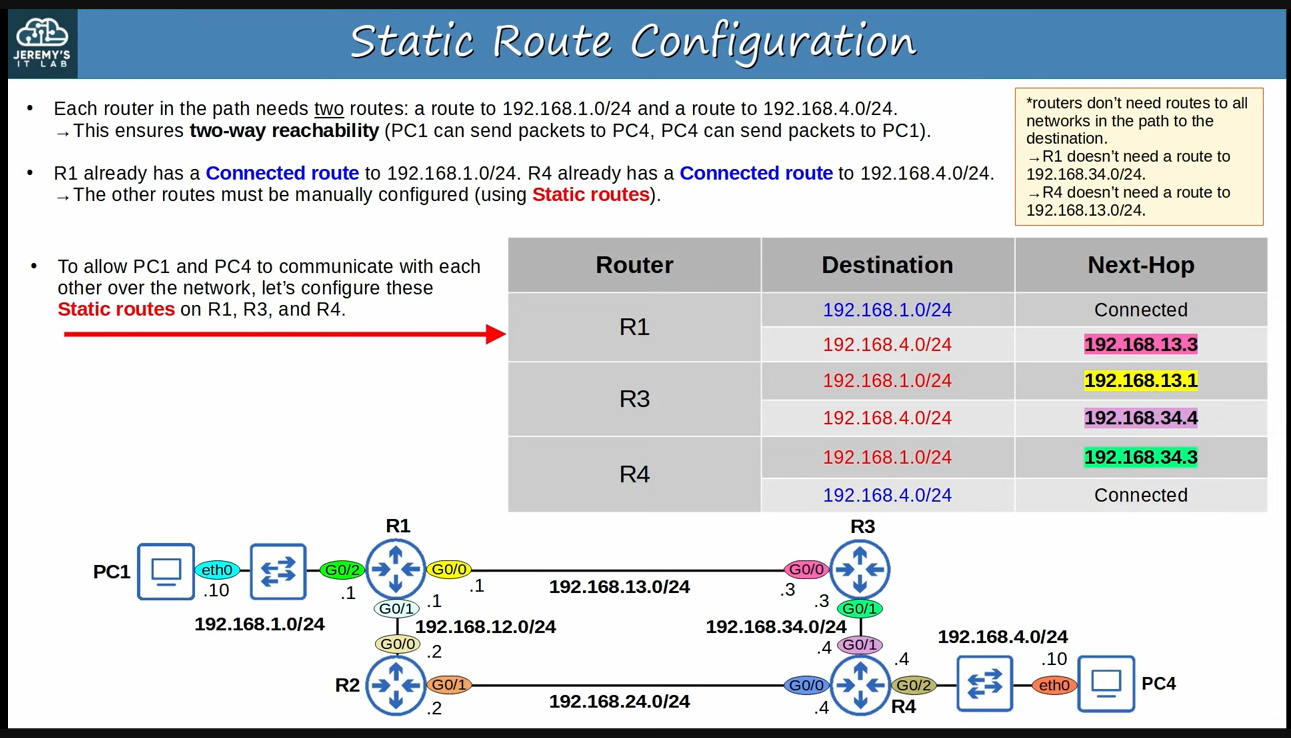 JEREMY'S
IT LAB
Static Route Configuration
• Each router in the path needs two routes: a route to 192.168.1.0/24 and a route to 192.168.4.0/24.
→This ensures two-way reachability (PC1 can send packets to PC4, PC4 can send packets to PC1).
• R1 already has a Connected route to 192.168.1.0/24. R4 already has a Connected route to 192.168.4.0/24.
→The other routes must be manually configured (using Static routes).
*routers don't need routes to all
networks in the path to the
destination.
→R1 doesn't need a route to
192.168.34.0/24.
→R4 doesn't need a route to
192.168.13.0/24.
• To allow PC1 and PC4 to communicate with each
other over the network, let's configure these
Static routes on R1, R3, and R4.
Router Destination Next-Hop
R1
192.168.1.0/24 Connected
192.168.4.0/24 192.168.13.3
R3
192.168.1.0/24 192.168.13.1
192.168.4.0/24 192.168.34.4
R4
192.168.1.0/24 192.168.34.3
192.168.4.0/24 Connected
R1 R3
PC1 eth0 G0/2 G0/0 G0/0
.10 .1 .1 192.168.13.0/24 .3
G0/1 .1 .3 G0/1
192.168.1.0/24 192.168.12.0/24 192.168.34.0/24 192.168.4.0/24
G0/0 .2 .4 G0/1 .4 .10
R2 G0/1 G0/0 G0/2 eth0 PC4
.2 192.168.24.0/24 .4 R4